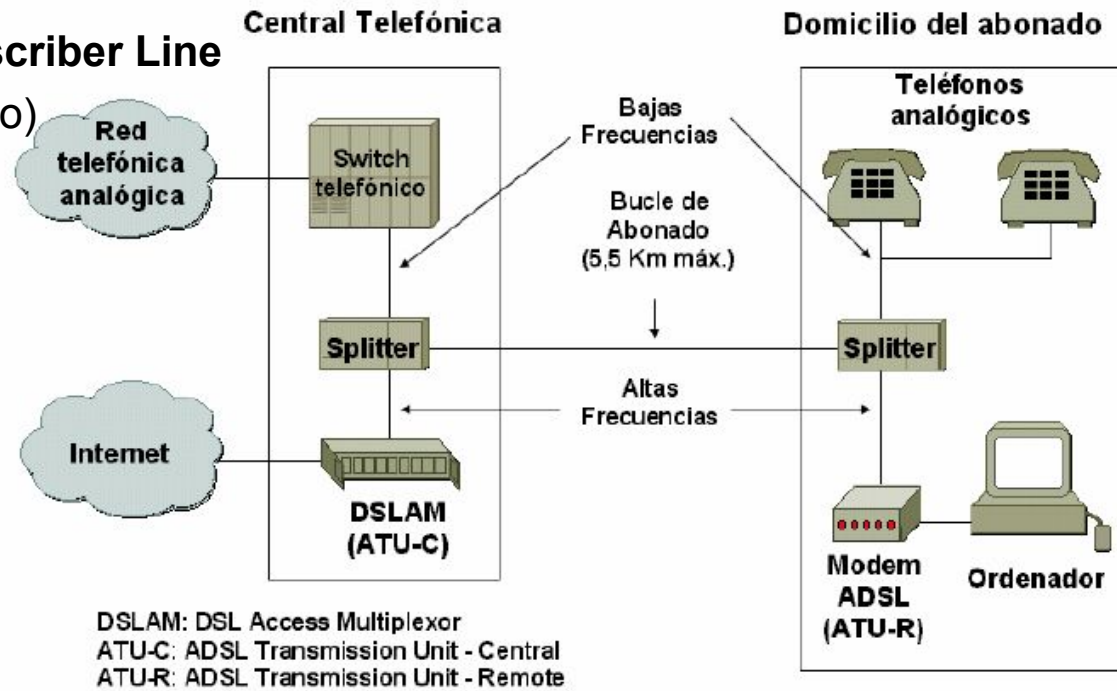 Central Telefónica
Domicilio del abonado
scriber Line
o)
Red
telefónica
analógica
Switch
telefónico
Bajas
Frecuencias
Teléfonos
analógicos
Bucle de
Abonado
(5,5 Km máx.)
Splitter
Splitter
Altas
Frecuencias
Internet
DSLAM
(ATU-C)
Modem
ADSL
(ATU-R)
Ordenador
DSLAM: DSL Access Multiplexor
ATU-C: ADSL Transmission Unit - Central
ATU-R: ADSL Transmission Unit - Remote